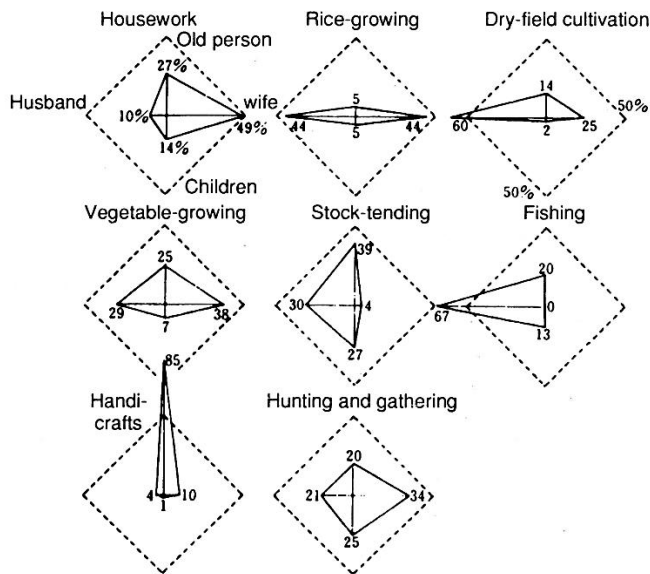 Housework
Old person
27%
Husband
10%
wife
49%
14%
Children
Rice-growing
5
44
44
5
Dry-field cultivation
14
50%
60
25
2
50%
Vegetable-growing
25
29
38
7
Stock-tending
39
30
4
27
Fishing
20
67
0
13
Handi-
crafts
85
4
10
1
Hunting and gathering
20
21
34
25